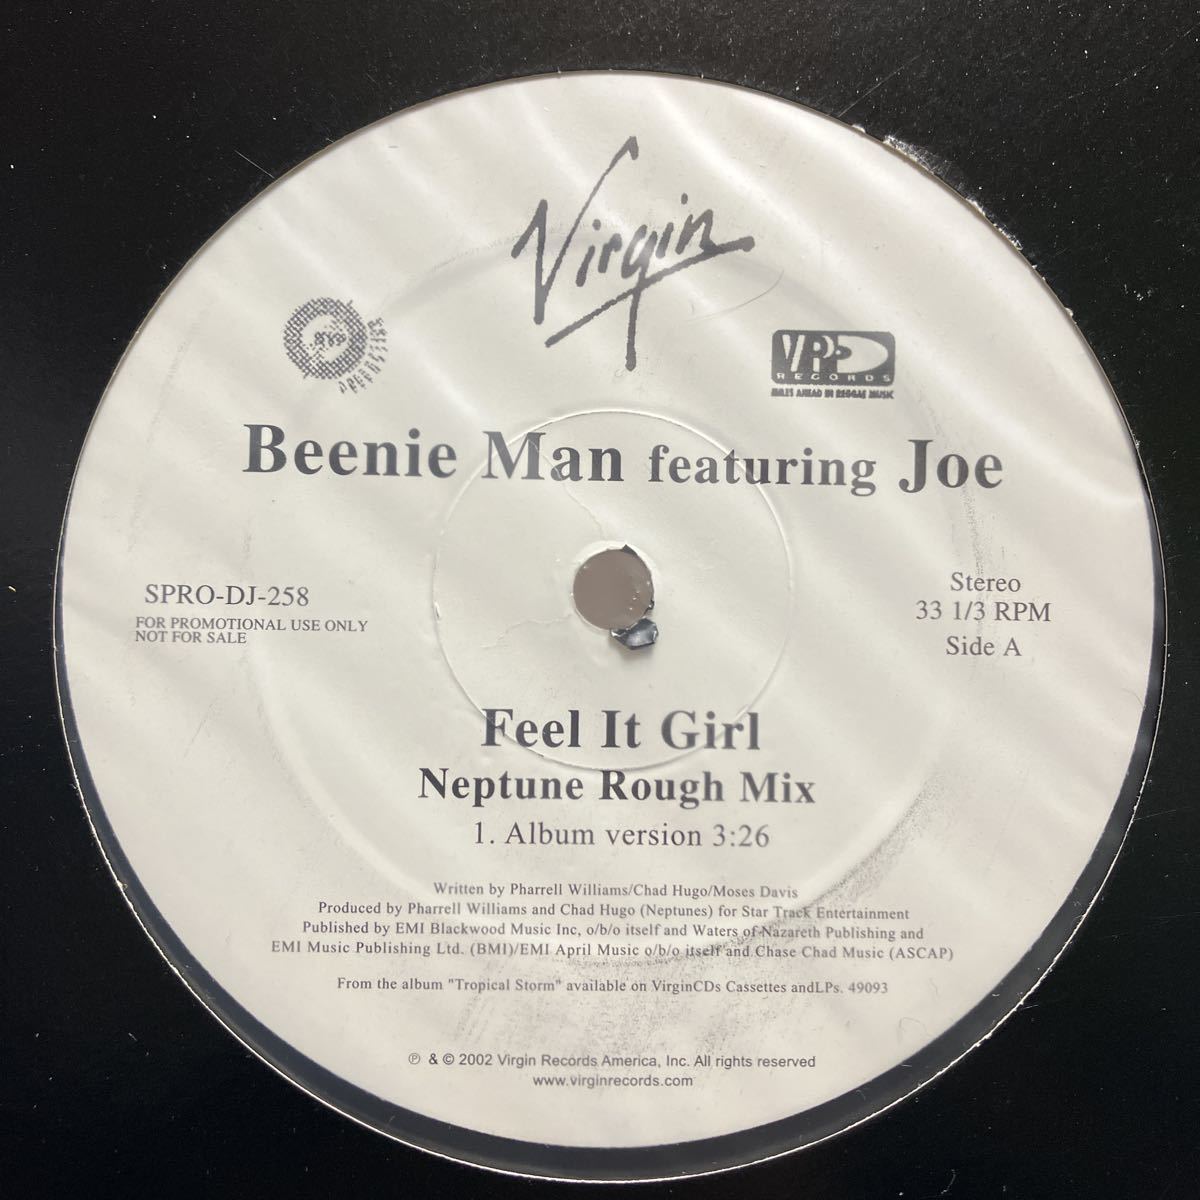 Virgin
VP
RECORDS
MILES AHEAD IN REGGAE MUSIC
Beenie Man featuring Joe
SPRO-DJ-258
FOR PROMOTIONAL USE ONLY
NOT FOR SALE
Stereo
33 1/3 RPM
Side A
Feel It Girl
Neptune Rough Mix
1. Album version 3:26
Written by Pharrell Williams/Chad Hugo/Moses Davis
Produced by Pharrell Williams and Chad Hugo (Neptunes) for Star Track Entertainment
Published by EMI Blackwood Music Inc, o/b/o itself and Waters of Nazareth Publishing and
EMI Music Publishing Ltd. (BMI)/EMI April Music o/b/o itself and Chase Chad Music (ASCAP)
From the album "Tropical Storm" available on VirginCDs Cassettes andLPs. 49093
℗ & © 2002 Virgin Records America, Inc. All rights reserved
www.virginrecords.com